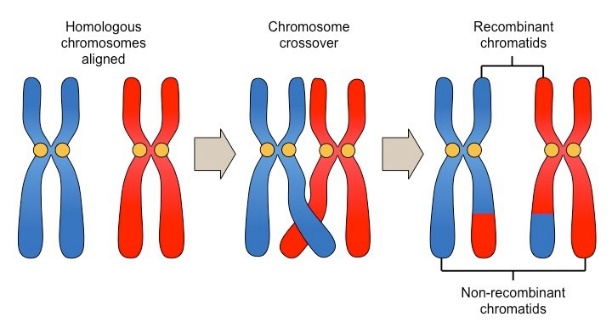 Homologous
chromosomes
aligned
Chromosome
crossover
Recombinant
chromatids
Non-recombinant
chromatids